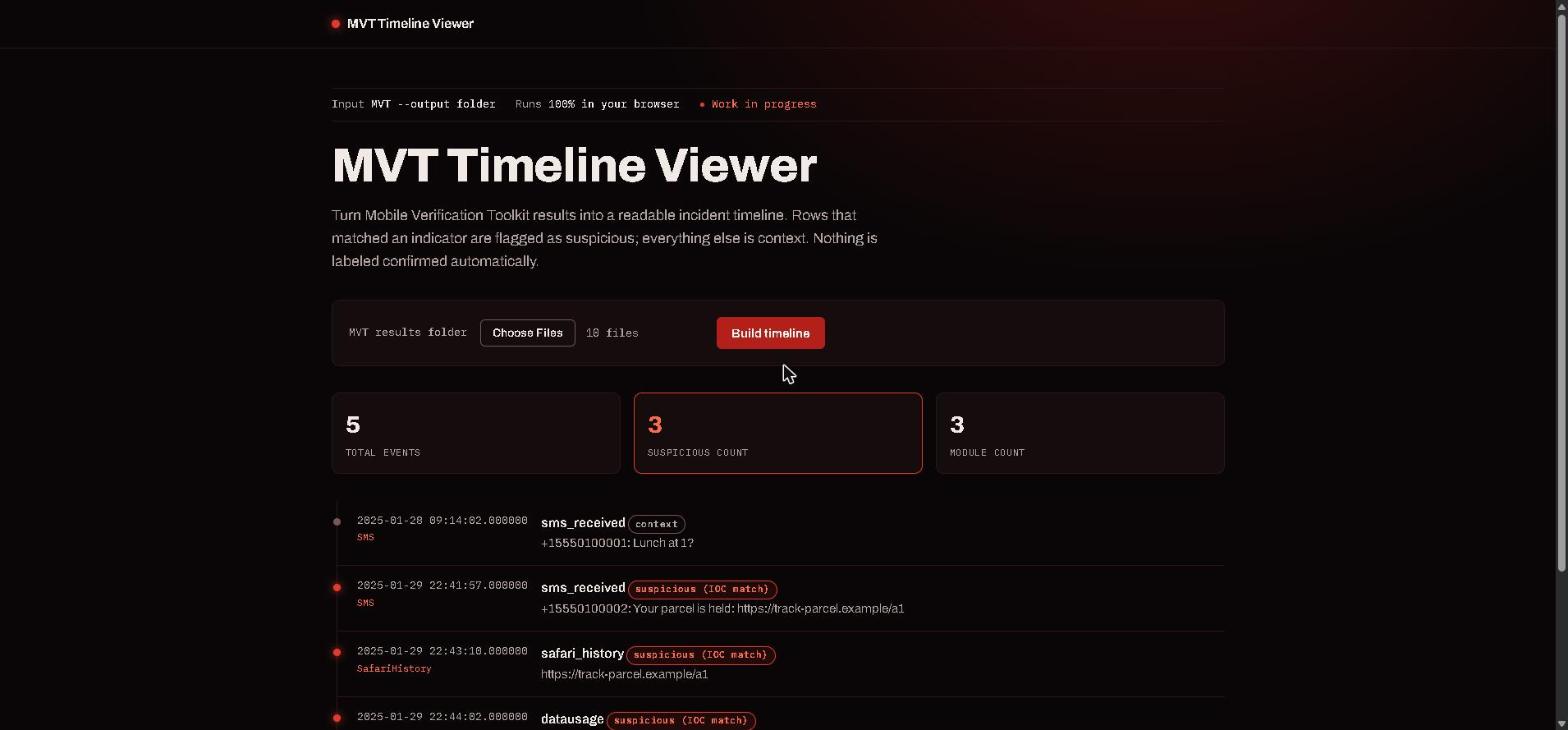 MVT Timeline Viewer
Input MVT --output folder Runs 100% in your browser Work in progress
MVT Timeline Viewer
Turn Mobile Verification Toolkit results into a readable incident timeline. Rows that
matched an indicator are flagged as suspicious; everything else is context. Nothing is
labeled confirmed automatically.
MVT results folder Choose Files 10 files Build timeline
5
TOTAL EVENTS
3
SUSPICIOUS COUNT
3
MODULE COUNT
2025-01-28 09:14:02.000000 sms_received context
SMS +15550100001: Lunch at 1?
2025-01-29 22:41:57.000000 sms_received suspicious (IOC match)
SMS +15550100002: Your parcel is held: https://track-parcel.example/a1
2025-01-29 22:43:10.000000 safari_history suspicious (IOC match)
SafariHistory https://track-parcel.example/a1
2025-01-29 22:44:02.000000 datausage suspicious (IOC match)